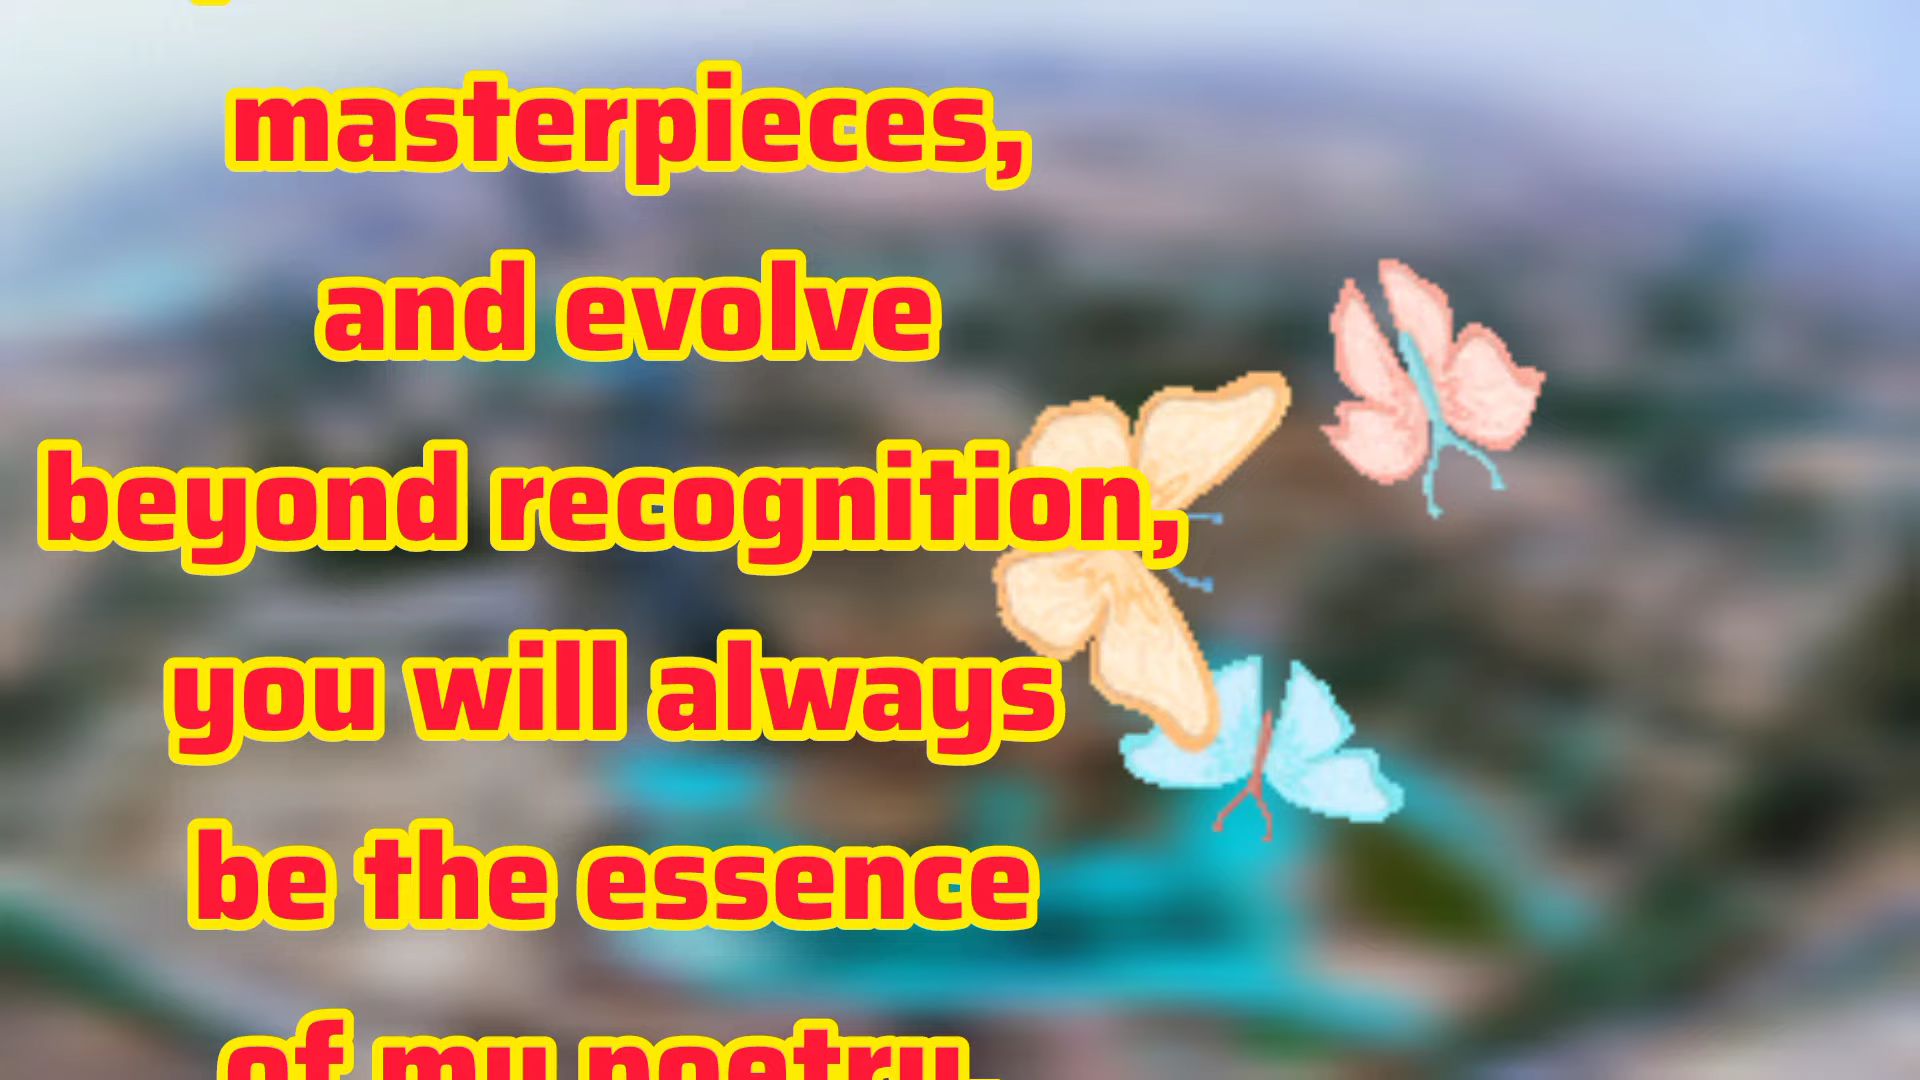 masterpieces,
and evolve
beyond recognition,
you will always
be the essence
of my poetry.